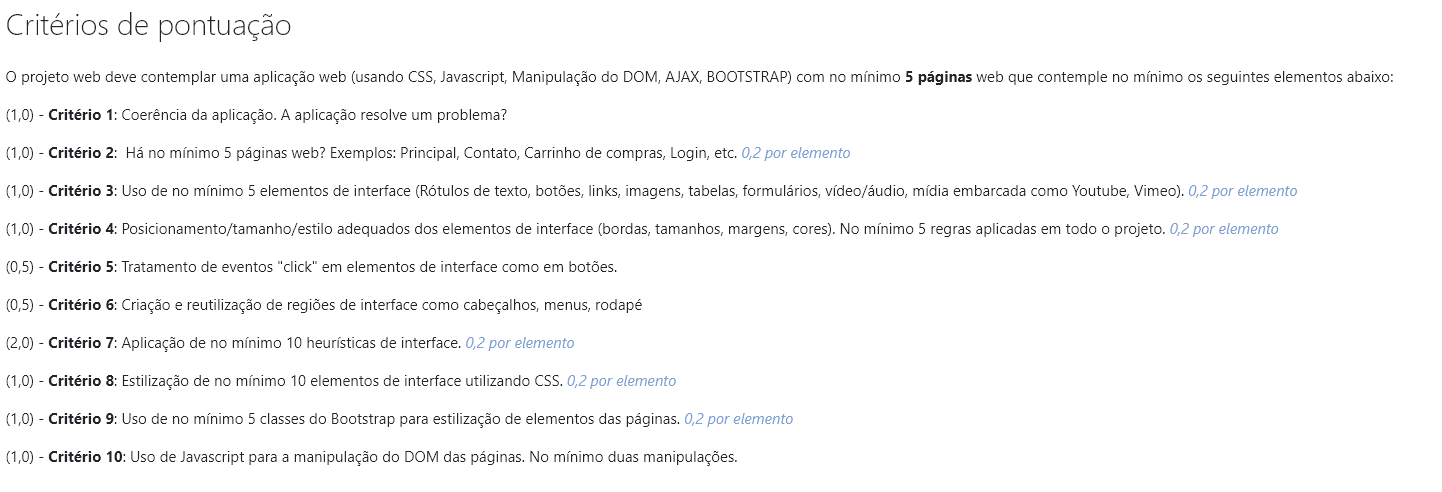 Critérios de pontuação
O projeto web deve contemplar uma aplicação web (usando CSS, Javascript, Manipulação do DOM, AJAX, BOOTSTRAP) com no mínimo 5 páginas web que contemple no mínimo os seguintes elementos abaixo:
(1,0) - Critério 1: Coerência da aplicação. A aplicação resolve um problema?
(1,0) - Critério 2:  Há no mínimo 5 páginas web? Exemplos: Principal, Contato, Carrinho de compras, Login, etc. 0,2 por elemento
(1,0) - Critério 3: Uso de no mínimo 5 elementos de interface (Rótulos de texto, botões, links, imagens, tabelas, formulários, vídeo/áudio, mídia embarcada como Youtube, Vimeo). 0,2 por elemento
(1,0) - Critério 4: Posicionamento/tamanho/estilo adequados dos elementos de interface (bordas, tamanhos, margens, cores). No mínimo 5 regras aplicadas em todo o projeto. 0,2 por elemento
(0,5) - Critério 5: Tratamento de eventos "click" em elementos de interface como em botões.
(0,5) - Critério 6: Criação e reutilização de regiões de interface como cabeçalhos, menus, rodapé
(2,0) - Critério 7: Aplicação de no mínimo 10 heurísticas de interface. 0,2 por elemento
(1,0) - Critério 8: Estilização de no mínimo 10 elementos de interface utilizando CSS. 0,2 por elemento
(1,0) - Critério 9: Uso de no mínimo 5 classes do Bootstrap para estilização de elementos das páginas. 0,2 por elemento
(1,0) - Critério 10: Uso de Javascript para a manipulação do DOM das páginas. No mínimo duas manipulações.